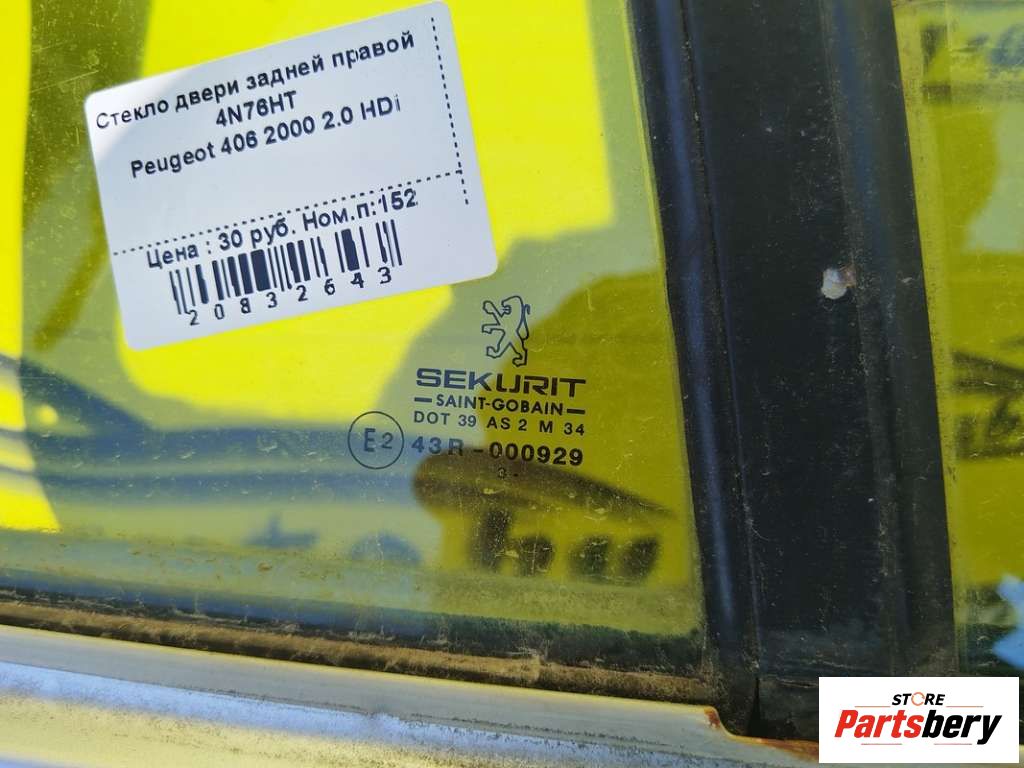 Стекло двери задней правой
4N76HT
Peugeot 406 2000 2.0 HDi
Цена : 30 руб. Ном.п:152
20832643
SEKURIT
SAINT-GOBAIN
DOT 39 AS 2 M 34
E2 43R-000929
3
STORE
Partsbery